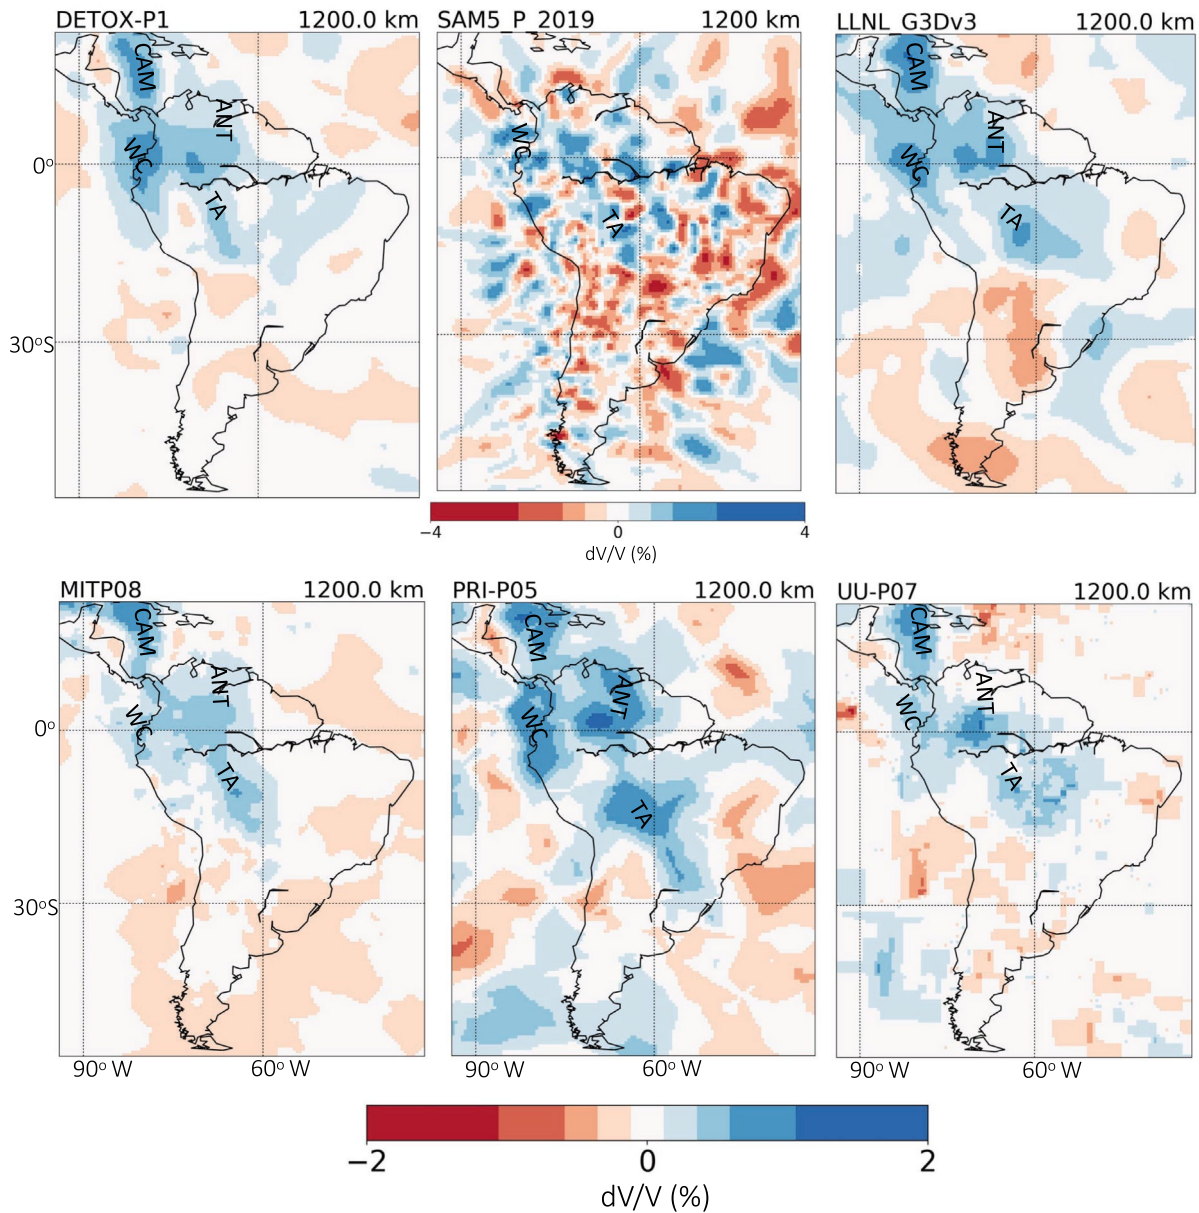 DETOX-P1 1200.0 km
SAM5_P_2019 1200 km
LLNL_G3Dv3 1200.0 km
CAM
ANT
WC
TA
WC
TA
CAM
ANT
WC
TA
0°
30°S
−4 0 4
dV/V (%)
MITP08 1200.0 km
PRI-P05 1200.0 km
UU-P07 1200.0 km
CAM
ANT
WC
TA
CAM
ANT
WC
TA
CAM
ANT
WC
TA
0°
30°S
90° W 60° W
90° W 60° W
90° W 60° W
−2 0 2
dV/V (%)